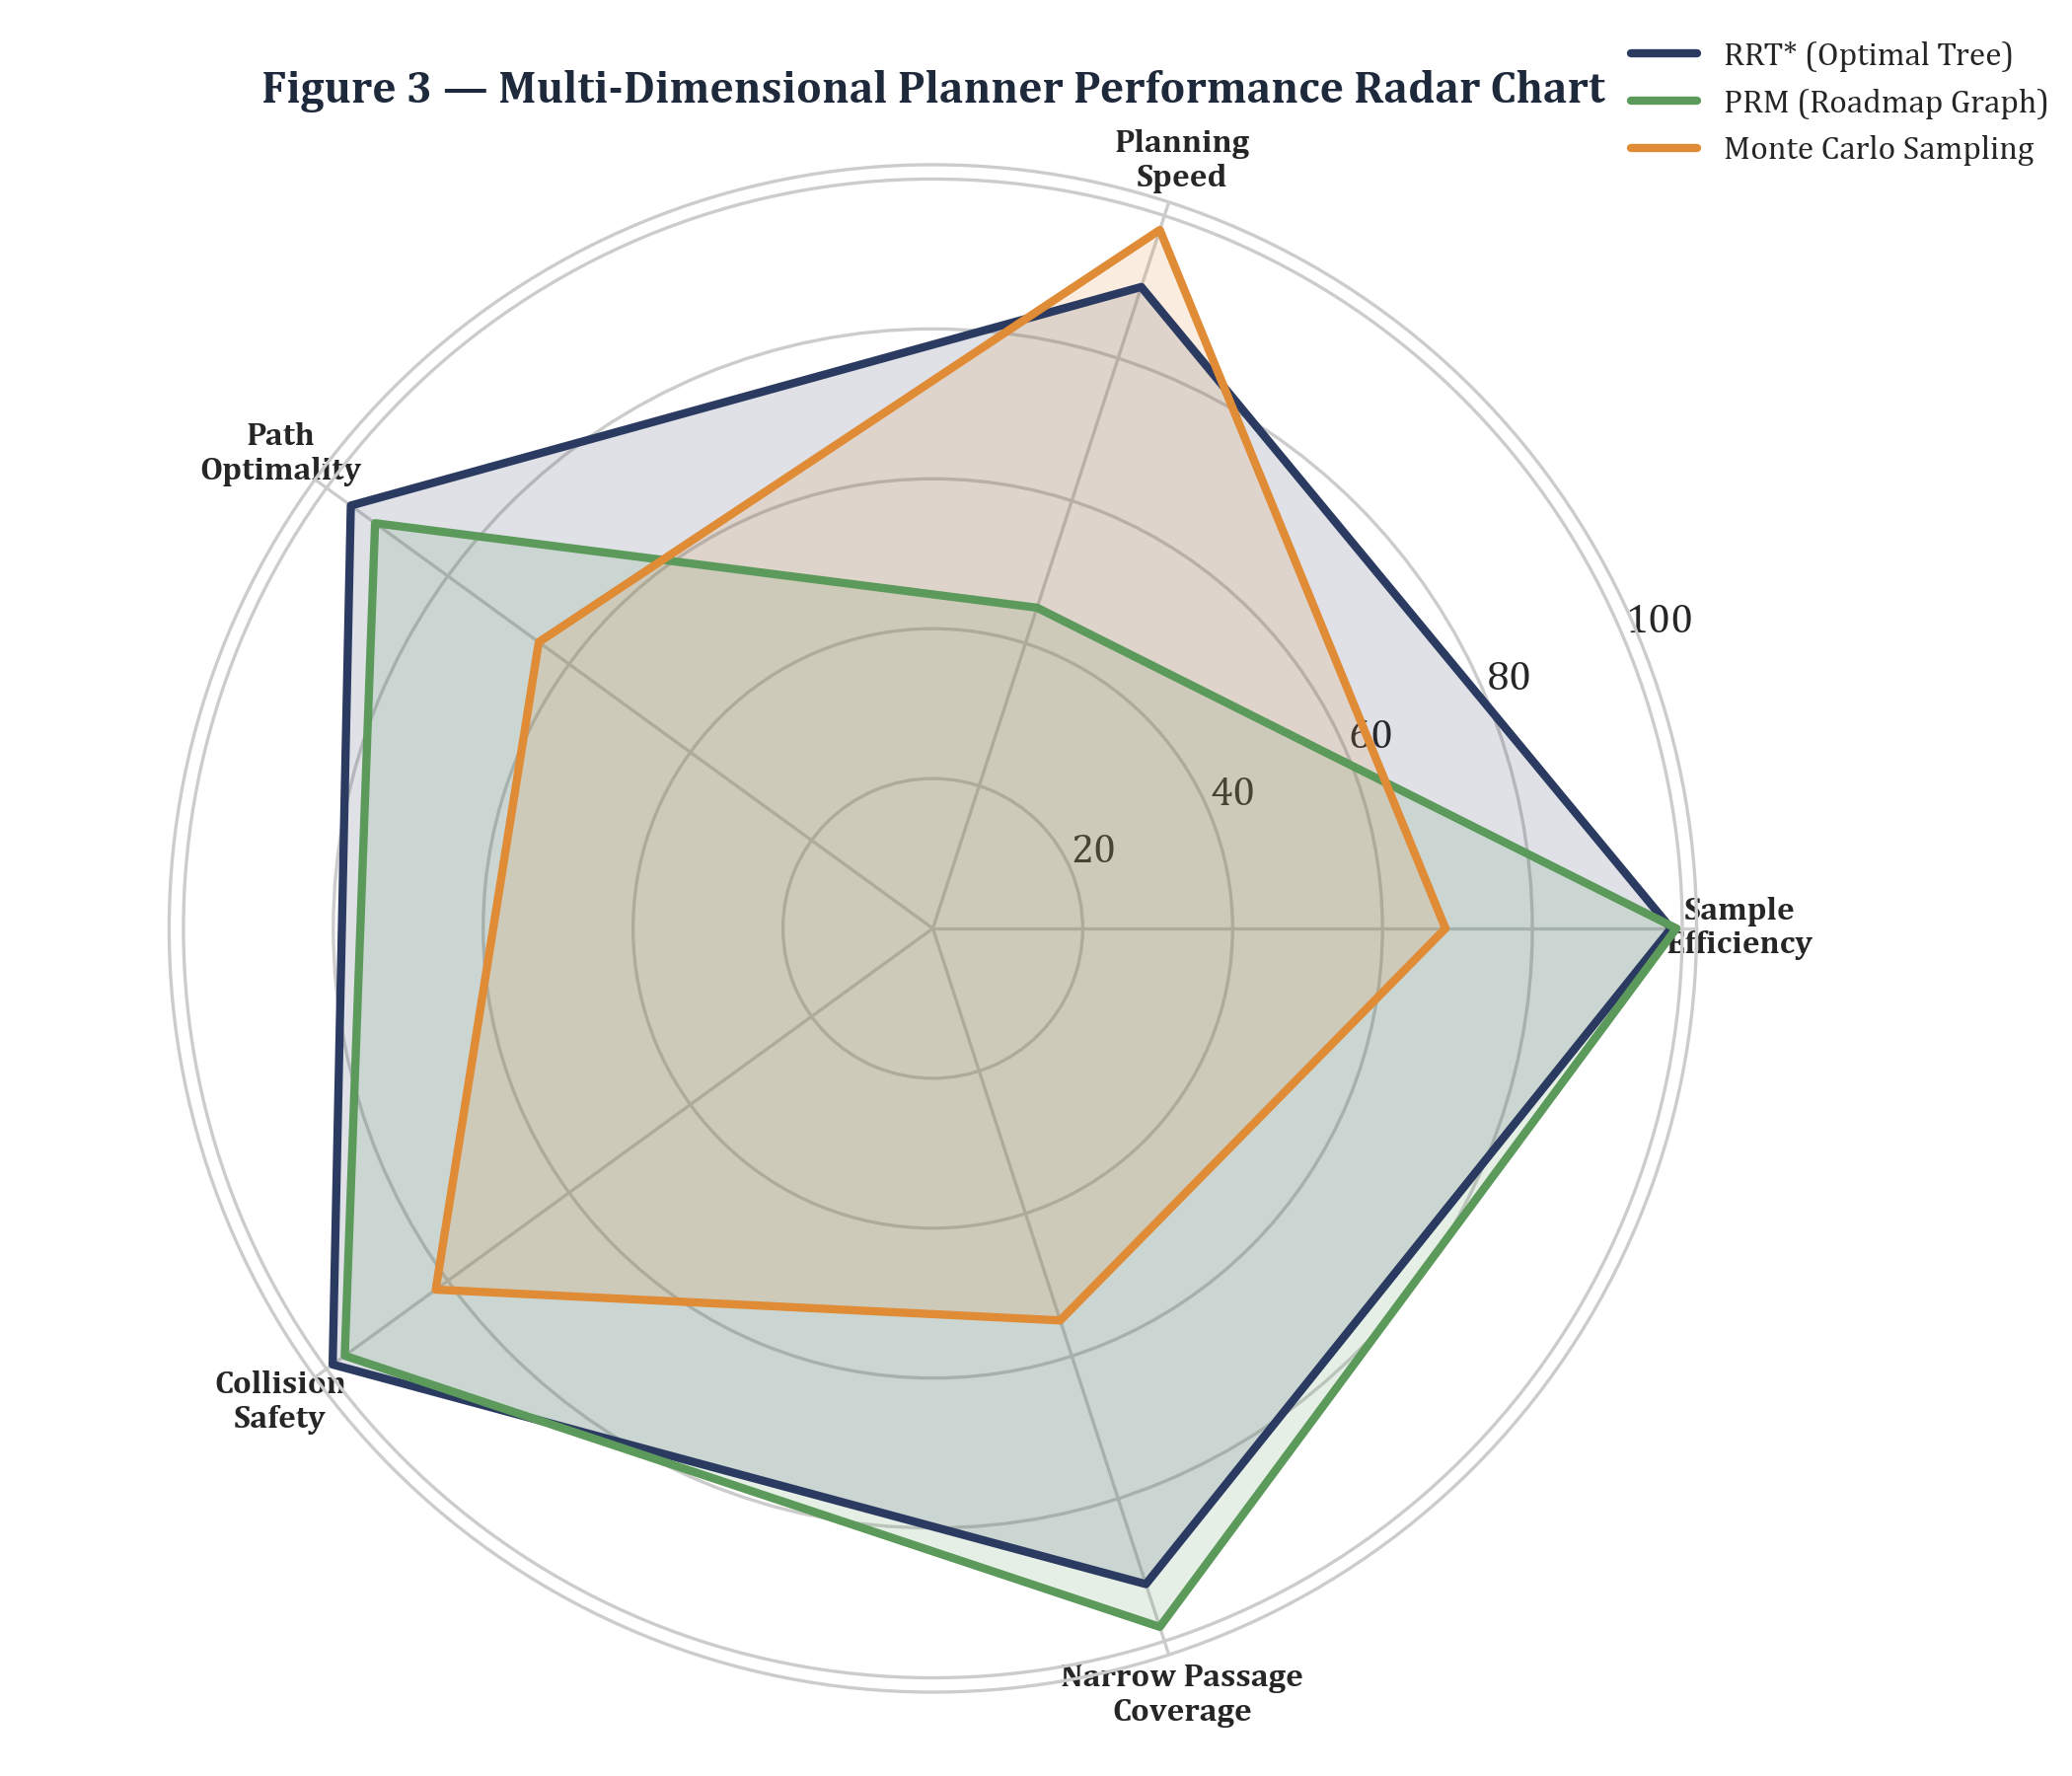 Figure 3 — Multi-Dimensional Planner Performance Radar Chart
RRT* (Optimal Tree)
PRM (Roadmap Graph)
Monte Carlo Sampling
Planning
Speed
Path
Optimality
100
80
60
40
20
Sample
Efficiency
Collision
Safety
Narrow Passage
Coverage